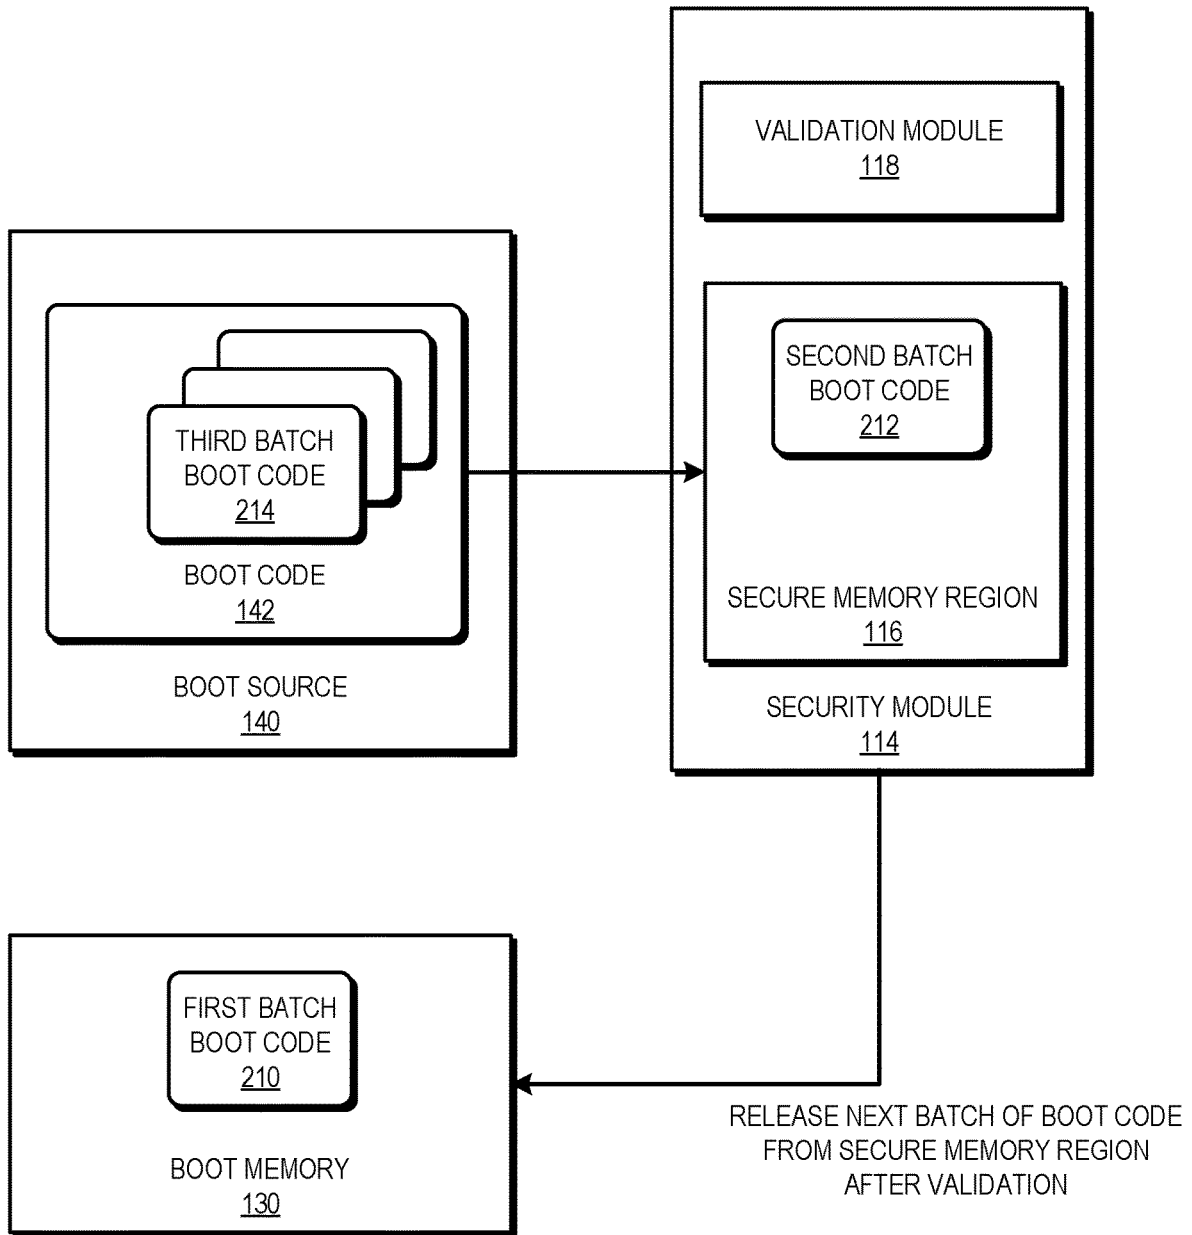 VALIDATION MODULE
118
SECOND BATCH
BOOT CODE
212
SECURE MEMORY REGION
116
SECURITY MODULE
114
THIRD BATCH
BOOT CODE
214
BOOT CODE
142
BOOT SOURCE
140
FIRST BATCH
BOOT CODE
210
BOOT MEMORY
130
RELEASE NEXT BATCH OF BOOT CODE
FROM SECURE MEMORY REGION
AFTER VALIDATION